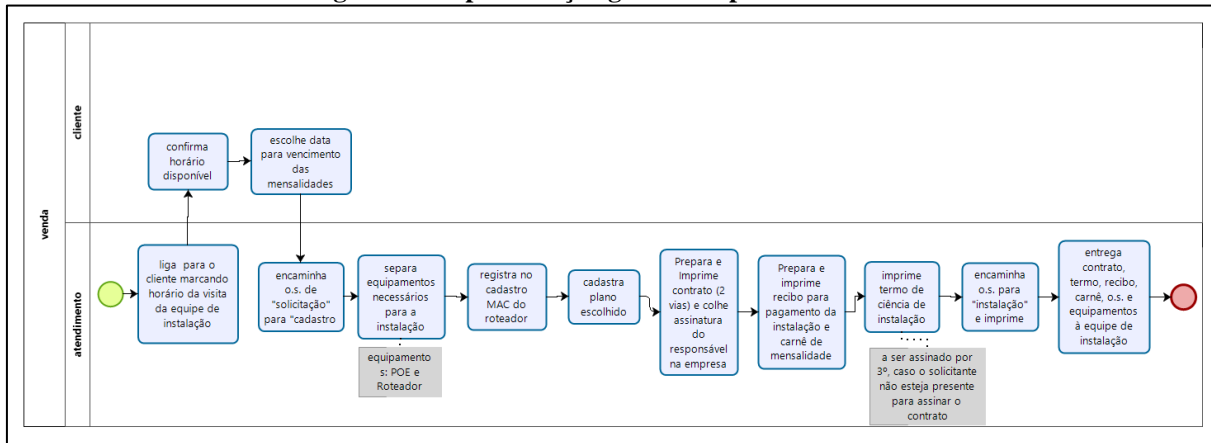 venda
cliente
atendimento
confirma
horário
disponível
escolhe data
para vencimento
das
mensalidades
liga para o
cliente marcando
horário da visita
da equipe de
instalação
encaminha
o.s. de
"solicitação"
para "cadastro
separa
equipamentos
necessários
para a
instalação
equipamento
s: POE e
Roteador
registra no
cadastro
MAC do
roteador
cadastra
plano
escolhido
Prepara e
Imprime
contrato (2
vias) e colhe
assinatura
do
responsável
na empresa
Prepara e
imprime
recibo para
pagamento da
instalação e
carnê de
mensalidade
imprime
termo de
ciência de
instalação
a ser assinado por
3º, caso o solicitante
não esteja presente
para assinar o
contrato
encaminha
o.s. para
"instalação"
e imprime
entrega
contrato,
termo, recibo,
carnê, o.s. e
equipamentos
à equipe de
instalação